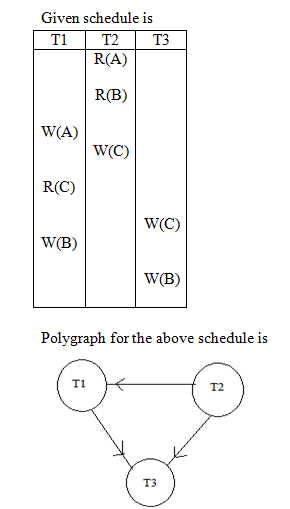 Given schedule is
T1 T2 T3
R(A)
R(B)
W(A)
W(C)
R(C)
W(C)
W(B)
W(B)
Polygraph for the above schedule is
T1
T2
T3